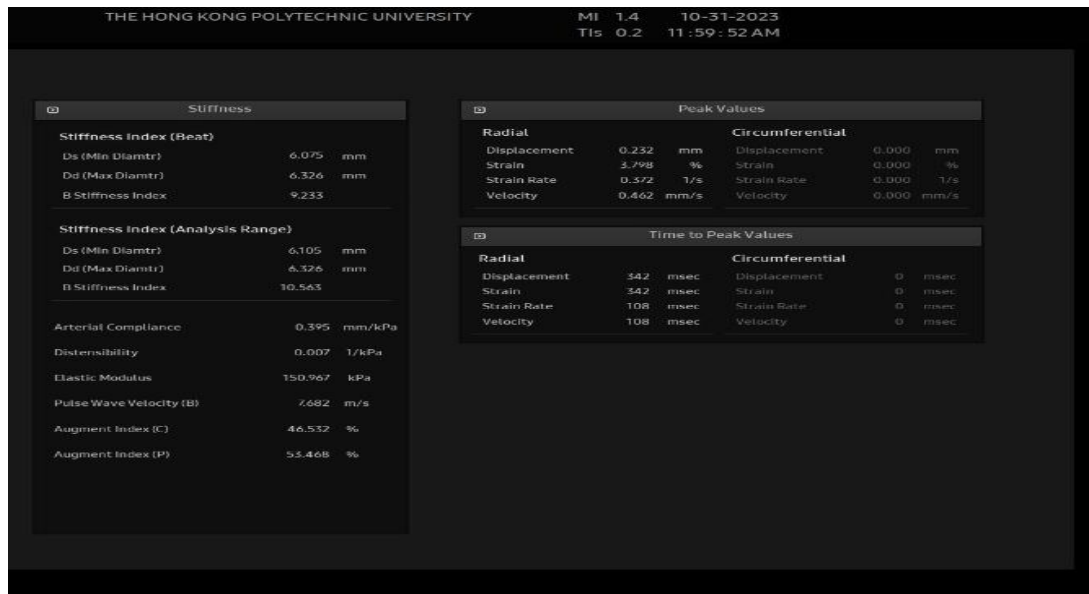 THE HONG KONG POLYTECHNIC UNIVERSITY MI 1.4 10-31-2023
TIs 0.2 11:59:52 AM
Stiffness
Stiffness Index (Beat)
Ds (Min Diamtr) 6.075 mm
Dd (Max Diamtr) 6.326 mm
B Stiffness Index 9.233
Stiffness Index (Analysis Range)
Ds (Min Diamtr) 6.105 mm
Dd (Max Diamtr) 6.326 mm
B Stiffness Index 10.563
Arterial Compliance 0.395 mm/kPa
Distensibility 0.007 1/kPa
Elastic Modulus 150.967 kPa
Pulse Wave Velocity (B) 7.682 m/s
Augment Index (C) 46.532 %
Augment Index (P) 53.468 %
Peak Values
Radial Circumferential
Displacement 0.232 mm Displacement 0.000 mm
Strain 3.798 % Strain 0.000 %
Strain Rate 0.372 1/s Strain Rate 0.000 1/s
Velocity 0.462 mm/s Velocity 0.000 mm/s
Time to Peak Values
Radial Circumferential
Displacement 342 msec Displacement 0 msec
Strain 342 msec Strain 0 msec
Strain Rate 108 msec Strain Rate 0 msec
Velocity 108 msec Velocity 0 msec